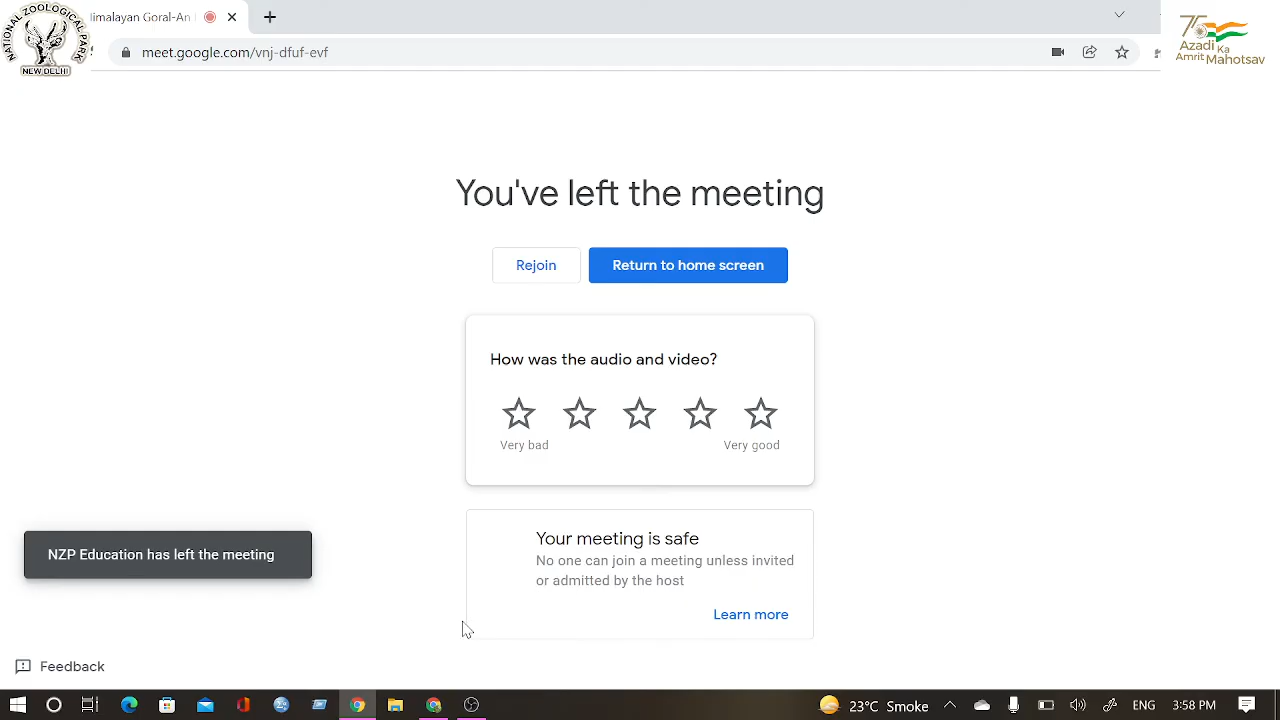 NATIONAL ZOOLOGICAL PARK
NEW DELHI
imalayan Goral-An
meet.google.com/vnj-dfuf-evf
75
Azadi Ka
Amrit Mahotsav
You've left the meeting
Rejoin
Return to home screen
How was the audio and video?
Very bad
Very good
NZP Education has left the meeting
Your meeting is safe
No one can join a meeting unless invited
or admitted by the host
Learn more
Feedback
23°C Smoke
ENG
3:58 PM